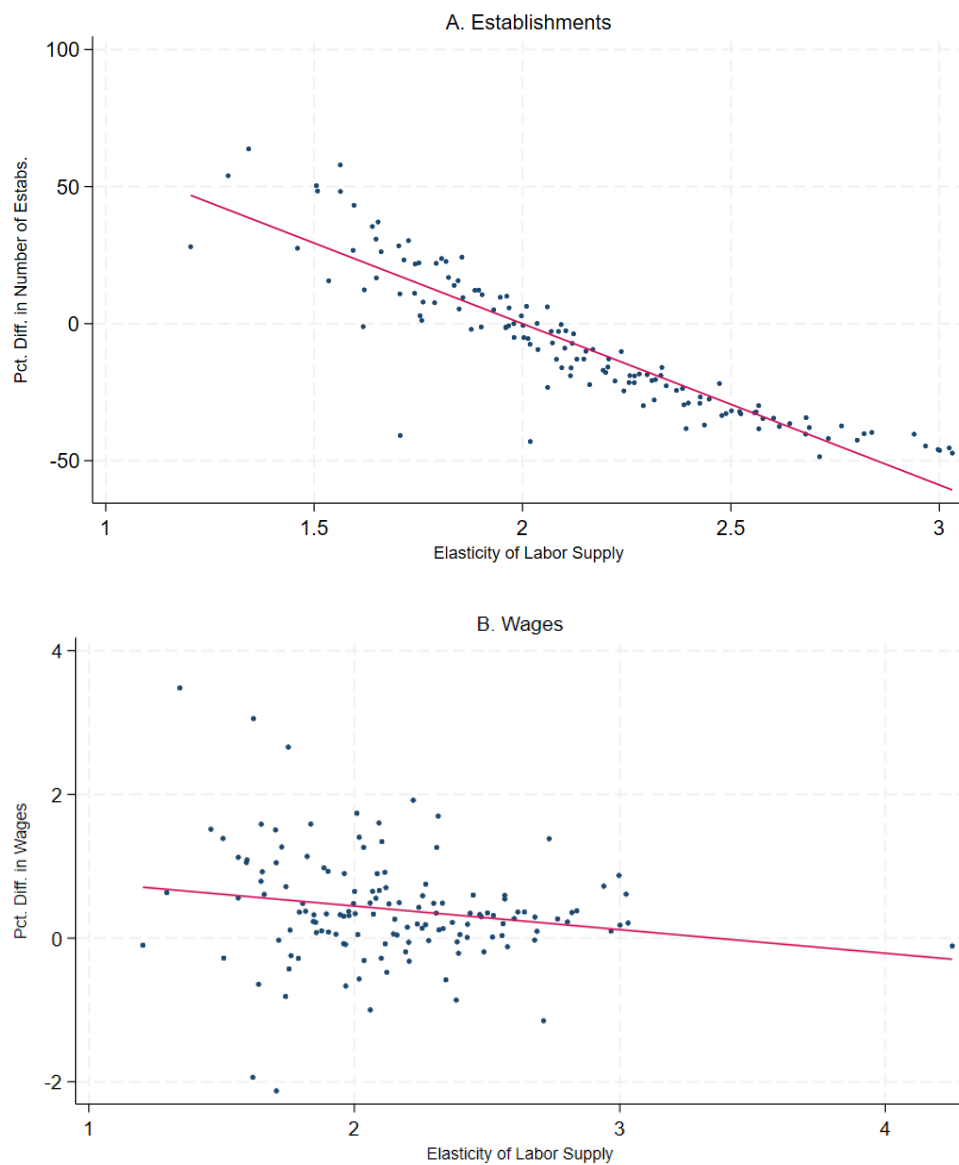 A. Establishments
Pct. Diff. in Number of Estabs.
100
50
0
-50
1 1.5 2 2.5 3
Elasticity of Labor Supply
B. Wages
Pct. Diff. in Wages
4
2
0
-2
1 2 3 4
Elasticity of Labor Supply